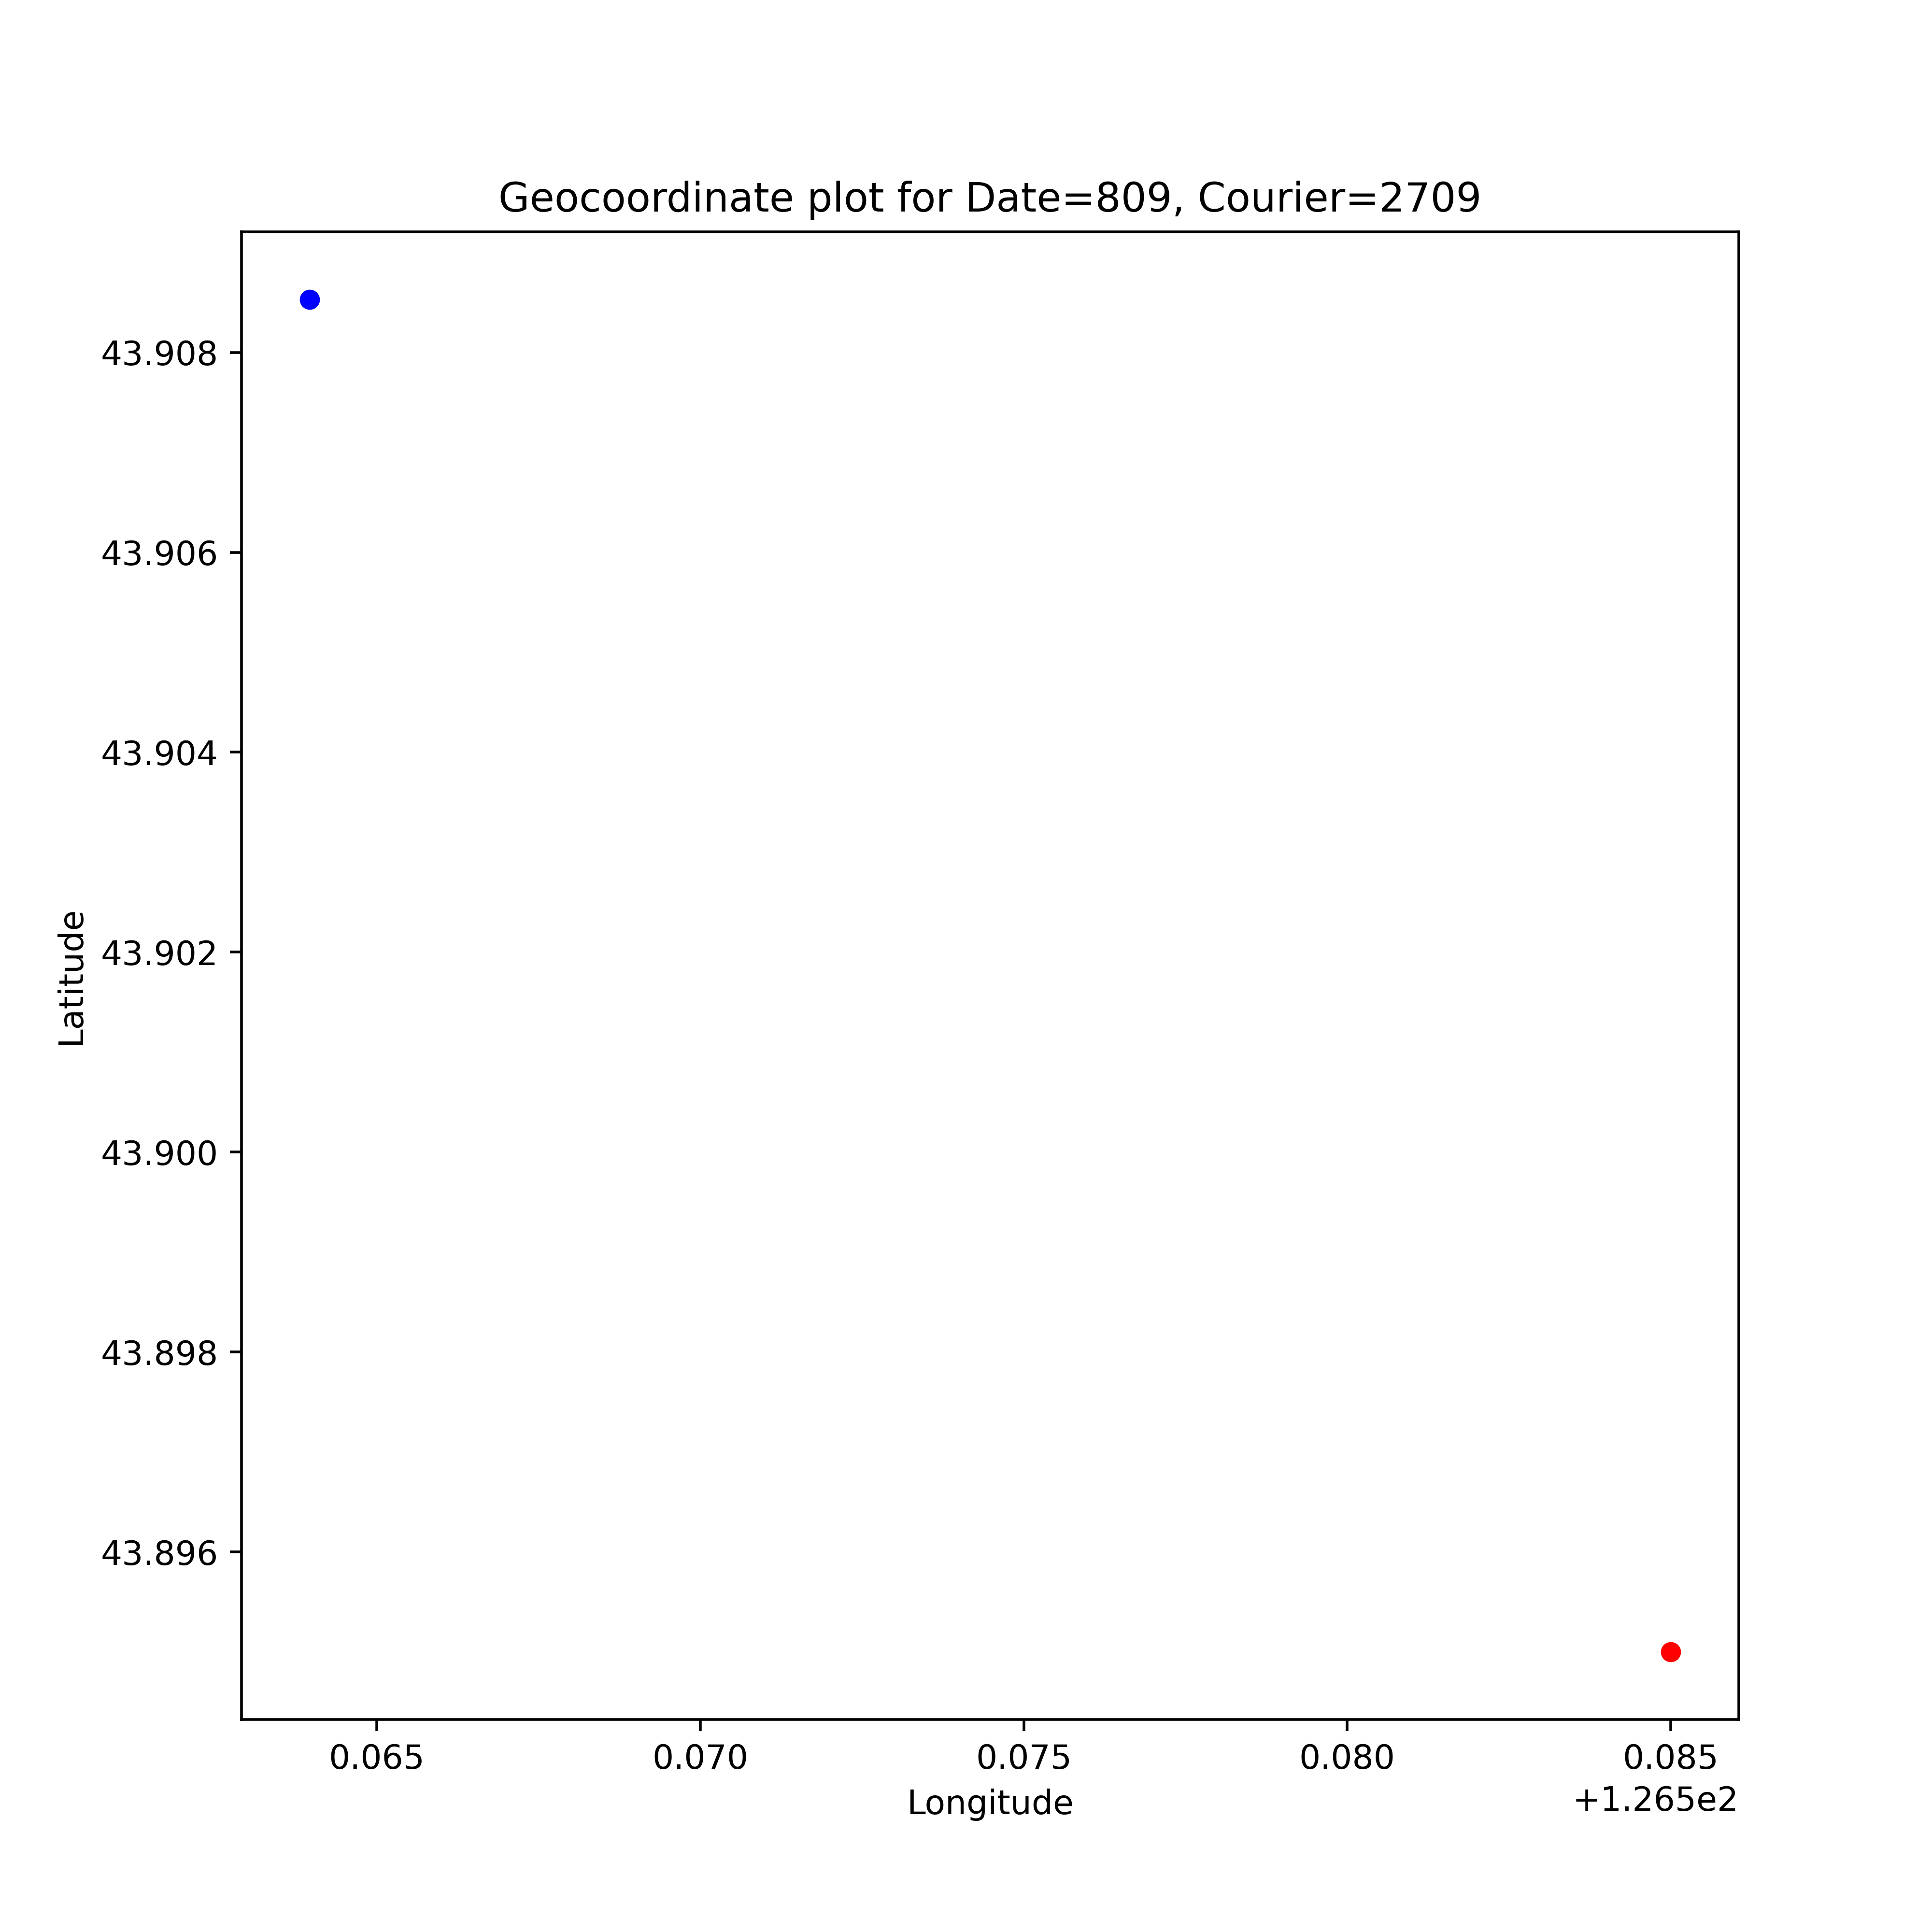 Geocoordinate plot for Date=809, Courier=2709
43.908
43.906
43.904
43.902
43.900
43.898
43.896
Latitude
0.065 0.070 0.075 0.080 0.085
+1.265e2
Longitude